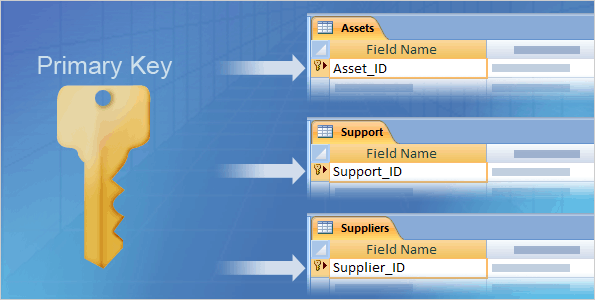 Primary Key
Assets
Field Name
Asset_ID
Support
Field Name
Support_ID
Suppliers
Field Name
Supplier_ID